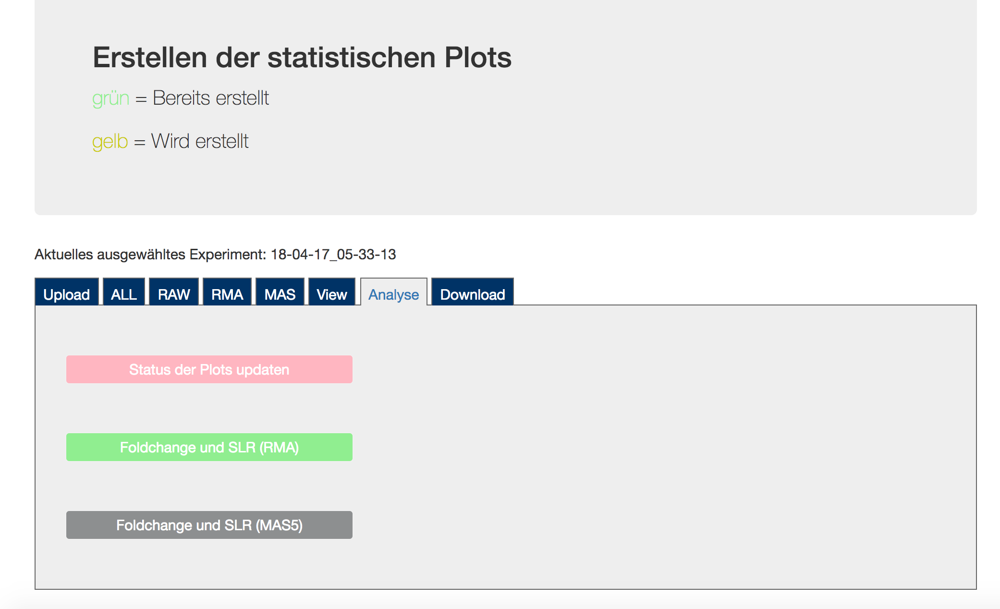 Erstellen der statistischen Plots
grün = Bereits erstellt
gelb = Wird erstellt
Aktuelles ausgewähltes Experiment: 18-04-17_05-33-13
Upload ALL RAW RMA MAS View Analyse Download
Status der Plots updaten
Foldchange und SLR (RMA)
Foldchange und SLR (MAS5)